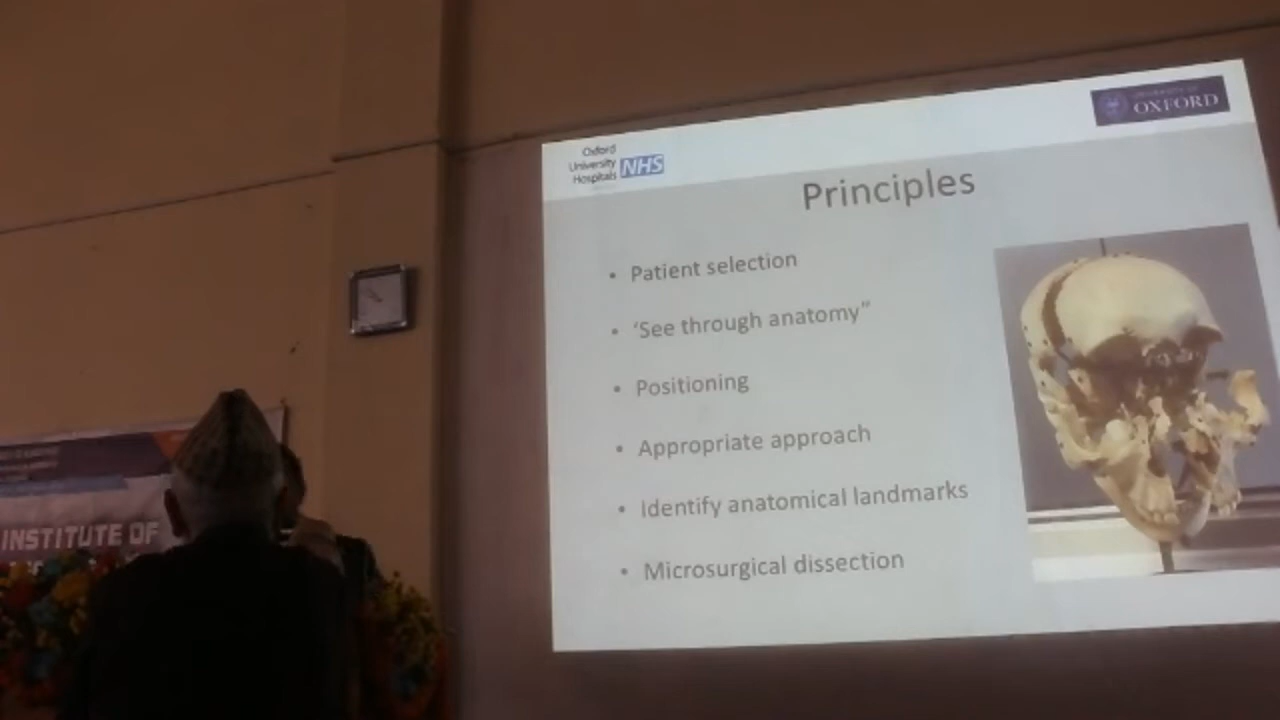 Oxford
University
Hospitals NHS
UNIVERSITY OF
OXFORD
Principles
• Patient selection
• ‘See through anatomy”
• Positioning
• Appropriate approach
• Identify anatomical landmarks
• Microsurgical dissection
INSTITUTE OF